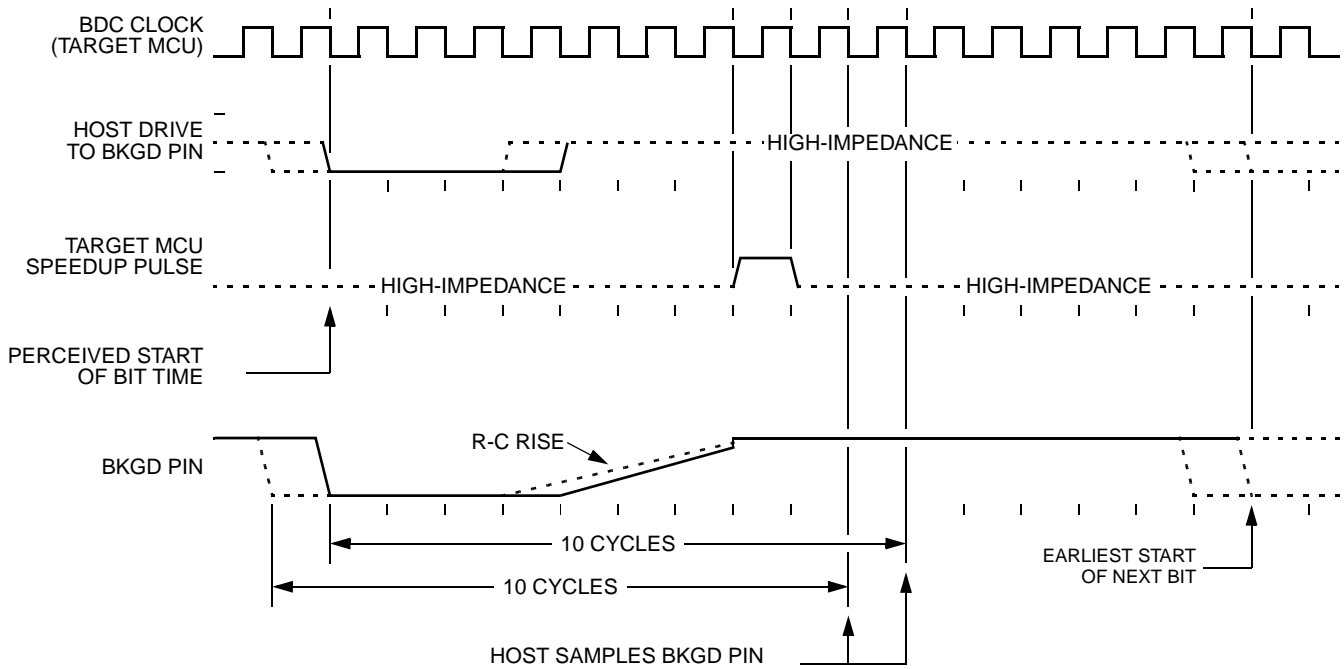 BDC CLOCK
(TARGET MCU)
HOST DRIVE
TO BKGD PIN
HIGH-IMPEDANCE
TARGET MCU
SPEEDUP PULSE
HIGH-IMPEDANCE
HIGH-IMPEDANCE
PERCEIVED START
OF BIT TIME
R-C RISE
BKGD PIN
10 CYCLES
EARLIEST START
OF NEXT BIT
10 CYCLES
HOST SAMPLES BKGD PIN